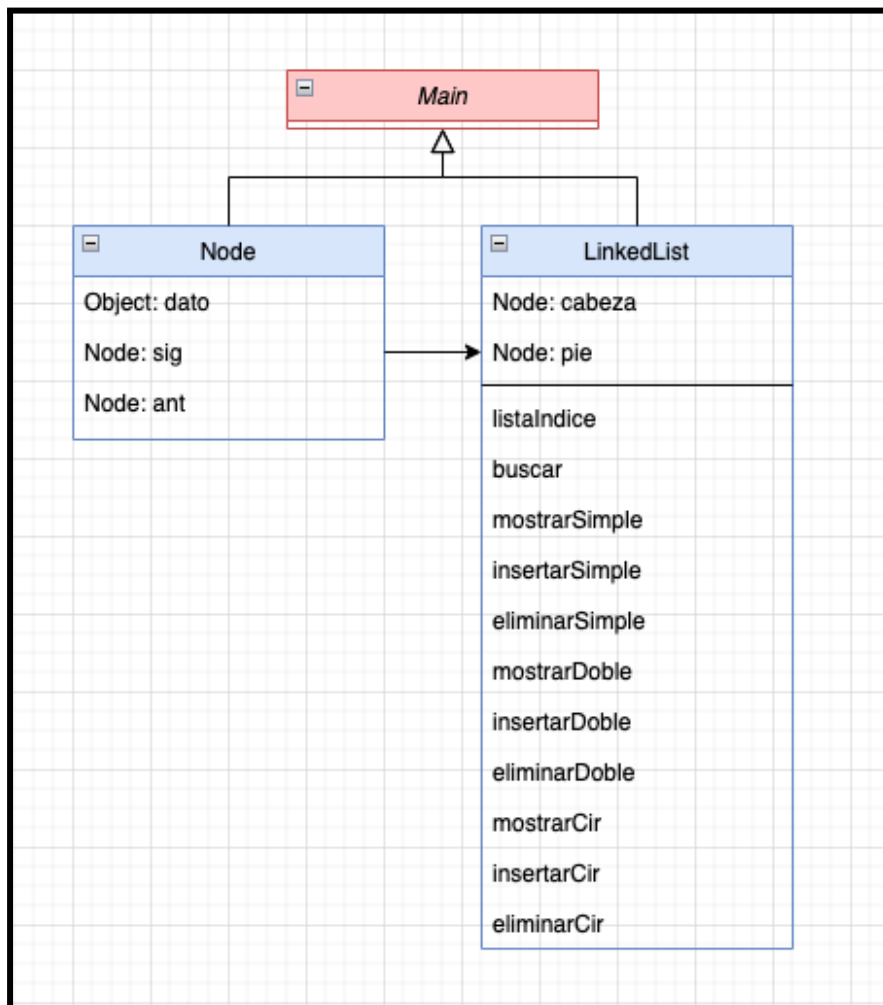 Main
Node
Object: dato
Node: sig
Node: ant
LinkedList
Node: cabeza
Node: pie
listaIndice
buscar
mostrarSimple
insertarSimple
eliminarSimple
mostrarDoble
insertarDoble
eliminarDoble
mostrarCir
insertarCir
eliminarCir